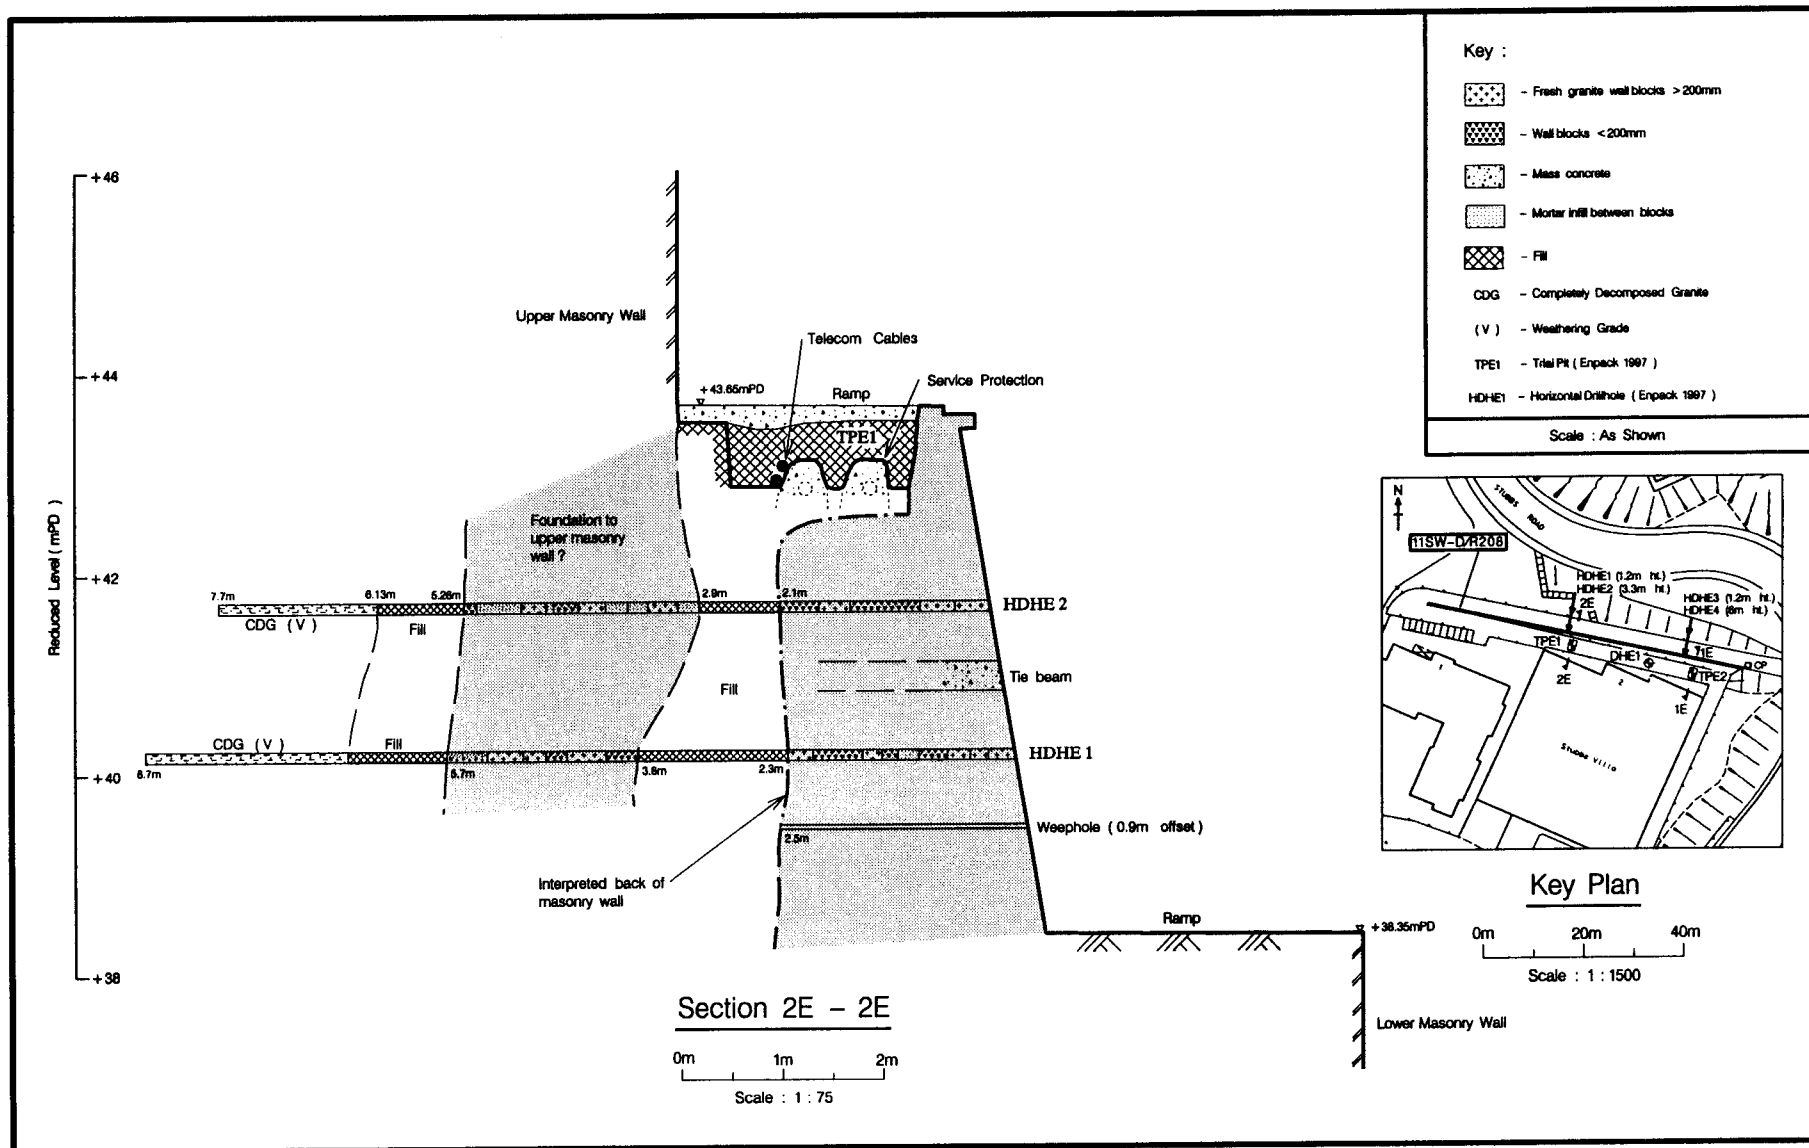 Key :
- Fresh granite wall blocks > 200mm
- Wall blocks < 200mm
- Mass concrete
- Mortar infill between blocks
- Fill
CDG - Completely Decomposed Granite
( V ) - Weathering Grade
TPE1 - Trial Pit ( Enpack 1997 )
HDHE1 - Horizontal Drillhole ( Enpack 1997 )
Scale : As Shown
+46
Upper Masonry Wall
Telecom Cables
+44
+43.65mPD
Ramp
Service Protection
TPE1
Reduced Level ( mPD )
Foundation to
upper masonry
wall ?
+42
7.7m
6.13m
5.26m
2.9m
2.1m
HDHE 2
CDG ( V )
Fill
Fill
Tie beam
CDG ( V )
Fill
HDHE 1
8.7m
5.7m
3.8m
2.3m
+40
Weephole ( 0.9m offset )
2.5m
Interpreted back of
masonry wall
Ramp
+38.35mPD
+38
Lower Masonry Wall
Section 2E - 2E
0m 1m 2m
Scale : 1 : 75
N
STUBBS
ROAD
11SW-D/R208
HDHE1 (1.2m ht.)
HDHE2 (3.3m ht.)
2E
HDHE3 (1.2m ht.)
HDHE4 (6m ht.)
TPE1
DHE1
1E
CP
TPE2
2E
1E
1
2
Stubbs Villa
Key Plan
0m 20m 40m
Scale : 1 : 1500